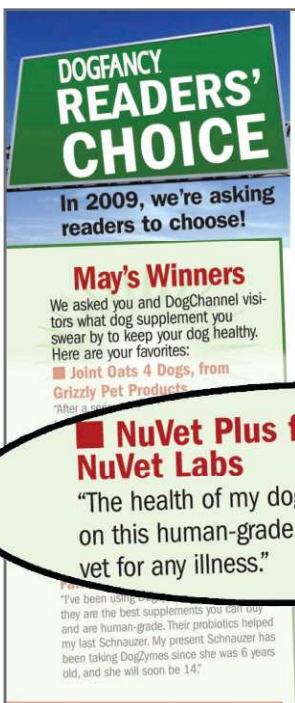 DOGFANCY
READERS'
CHOICE
In 2009, we're asking
readers to choose!
May's Winners
We asked you and DogChannel visi-
tors what dog supplement you
swear by to keep your dog healthy.
Here are your favorites:
Joint Oats 4 Dogs, from
Grizzly Pet Products
"After a
NuVet Plus f
NuVet Labs
"The health of my dog
on this human-grade
vet for any illness."
"I've been using
they are the best supplements you can buy
and are human-grade. Their probiotics helped
my last Schnauzer. My present Schnauzer has
been taking DogZymes since she was 6 years
old, and she will soon be 14."